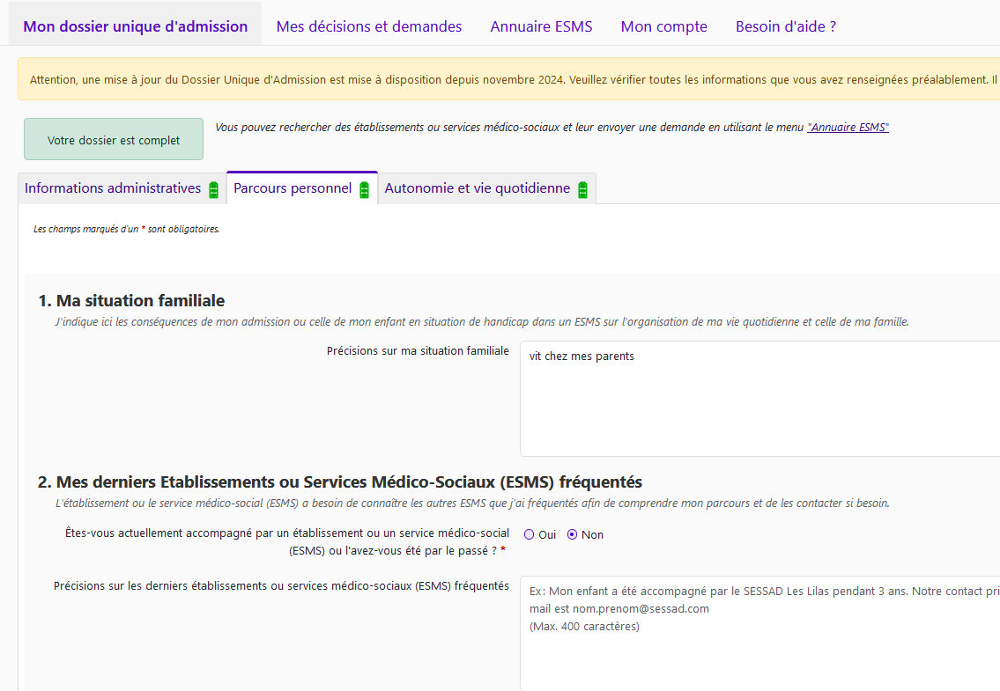 Mon dossier unique d'admission Mes décisions et demandes Annuaire ESMS Mon compte Besoin d'aide ?
Attention, une mise à jour du Dossier Unique d'Admission est mise à disposition depuis novembre 2024. Veuillez vérifier toutes les informations que vous avez renseignées préalablement. Il
Votre dossier est complet
Vous pouvez rechercher des établissements ou services médico-sociaux et leur envoyer une demande en utilisant le menu "Annuaire ESMS"
Informations administratives Parcours personnel Autonomie et vie quotidienne
Les champs marqués d'un * sont obligatoires.
1. Ma situation familiale
J'indique ici les conséquences de mon admission ou celle de mon enfant en situation de handicap dans un ESMS sur l'organisation de ma vie quotidienne et celle de ma famille.
Précisions sur ma situation familiale
vit chez mes parents
2. Mes derniers Etablissements ou Services Médico-Sociaux (ESMS) fréquentés
L'établissement ou le service médico-social (ESMS) a besoin de connaître les autres ESMS que j'ai fréquentés afin de comprendre mon parcours et de les contacter si besoin.
Êtes-vous actuellement accompagné par un établissement ou un service médico-social
(ESMS) ou l'avez-vous été par le passé ? *
Oui Non
Précisions sur les derniers établissements ou services médico-sociaux (ESMS) fréquentés
Ex : Mon enfant a été accompagné par le SESSAD Les Lilas pendant 3 ans. Notre contact pri
mail est nom.prenom@sessad.com
(Max. 400 caractères)